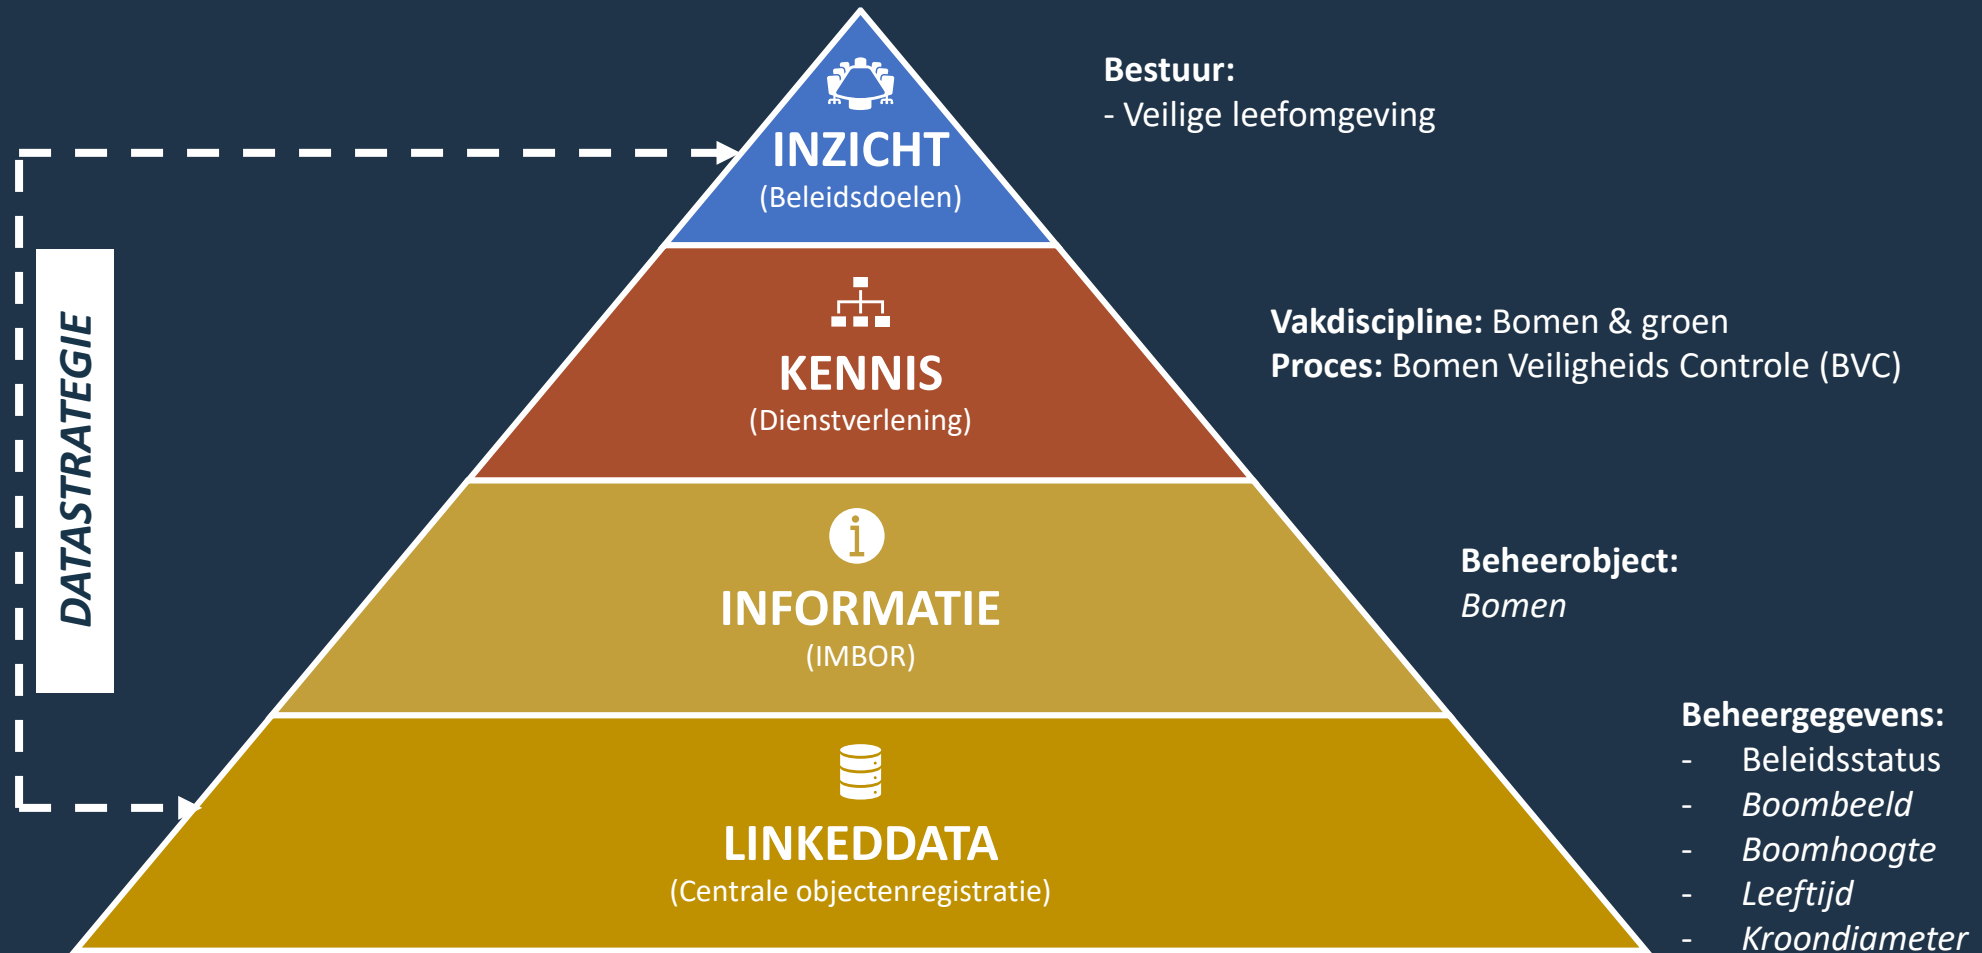 Bestuur:
- Veilige leefomgeving
INZICHT
(Beleidsdoelen)
DATASTRATEGIE
KENNIS
(Dienstverlening)
Vakdiscipline: Bomen & groen
Proces: Bomen Veiligheids Controle (BVC)
INFORMATIE
(IMBOR)
Beheerobject:
Bomen
LINKEDDATA
(Centrale objectenregistratie)
Beheergegevens:
- Beleidsstatus
- Boombeeld
- Boomhoogte
- Leeftijd
- Kroondiameter